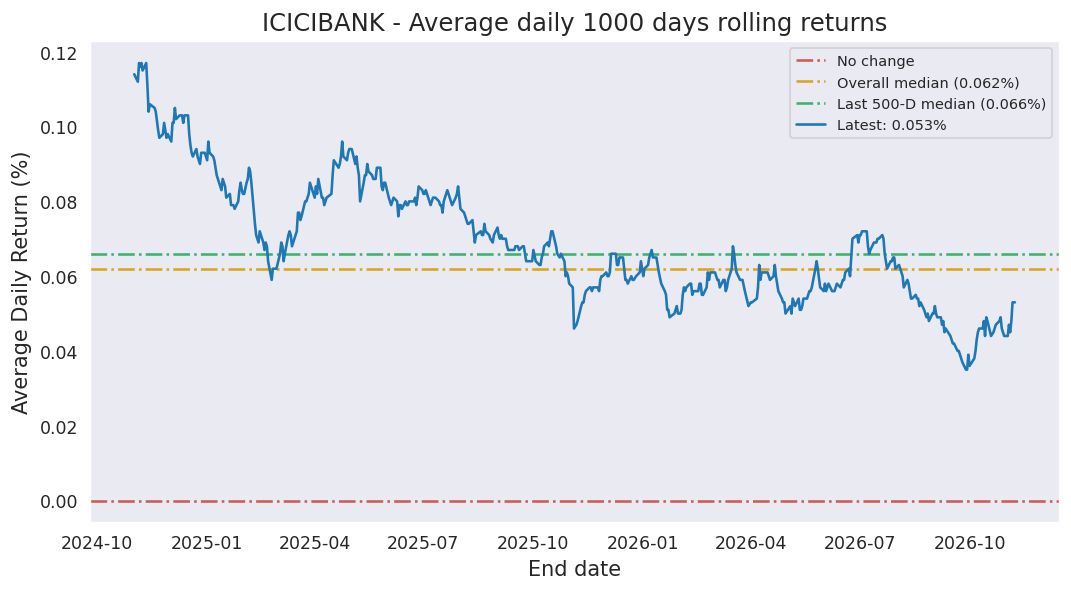 ICICIBANK - Average daily 1000 days rolling returns
0.12
0.10
0.08
0.06
0.04
0.02
0.00
Average Daily Return (%)
No change
Overall median (0.062%)
Last 500-D median (0.066%)
Latest: 0.053%
2024-10 2025-01 2025-04 2025-07 2025-10 2026-01 2026-04 2026-07 2026-10
End date